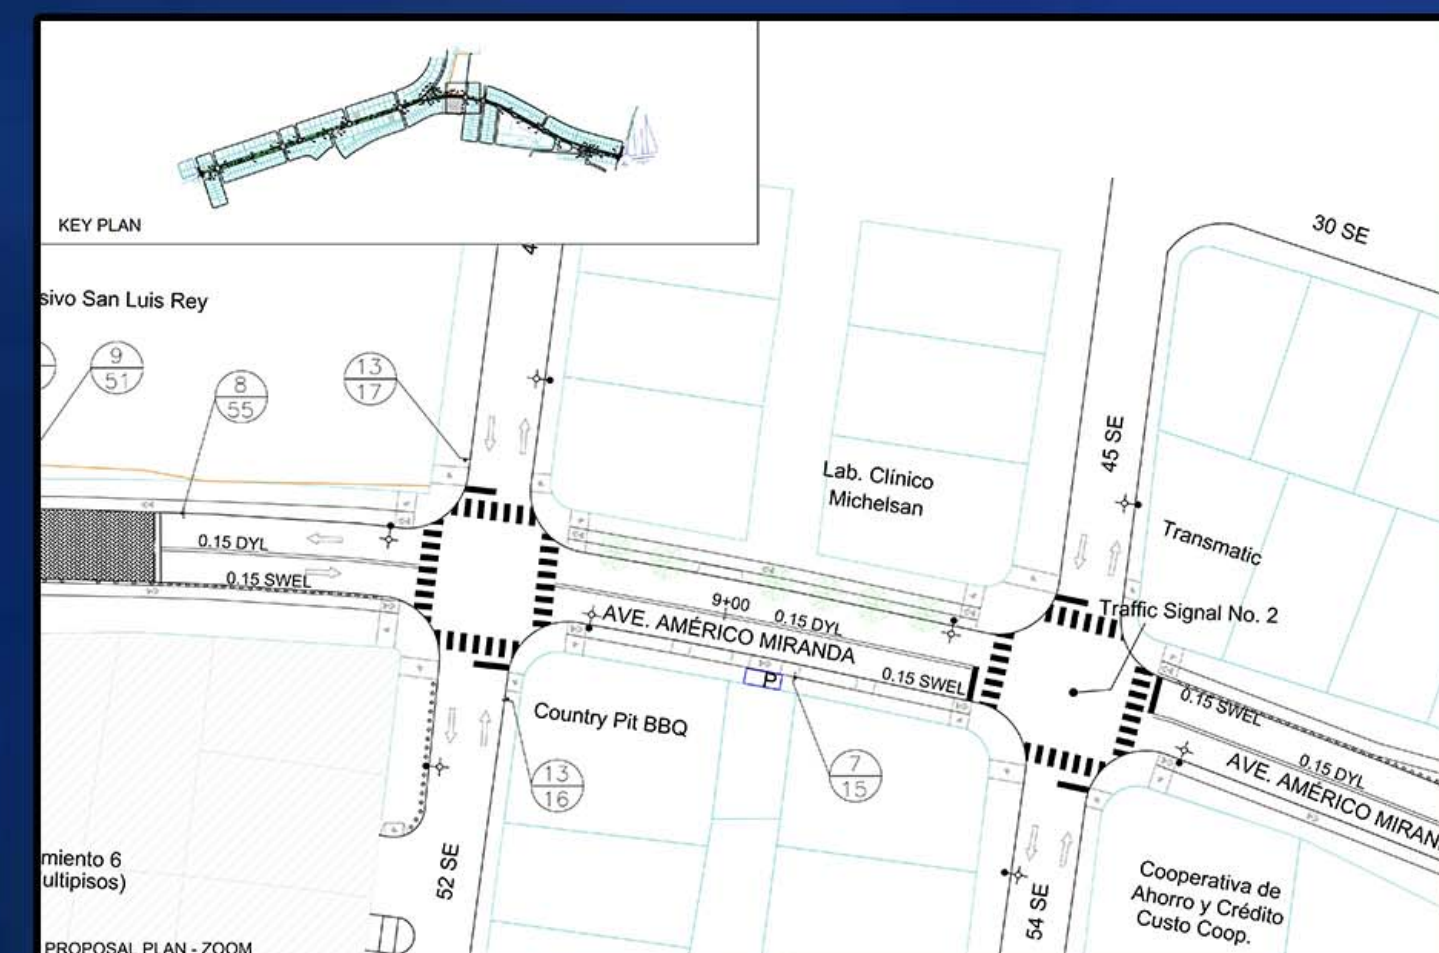 KEY PLAN
30 SE
sivo San Luis Rey
9
51
8
55
13
17
45 SE
Lab. Clínico
Michelsan
Transmatic
0.15 DYL
0.15 SWEL
9+00
0.15 DYL
AVE. AMÉRICO MIRANDA
0.15 SWEL
Traffic Signal No. 2
P
0.15 SWEL
0.15 DYL
AVE. AMÉRICO MIRAN
Country Pit BBQ
13
16
7
15
52 SE
54 SE
miento 6
ultipisos)
Cooperativa de
Ahorro y Crédito
Custo Coop.
PROPOSAL PLAN - ZOOM